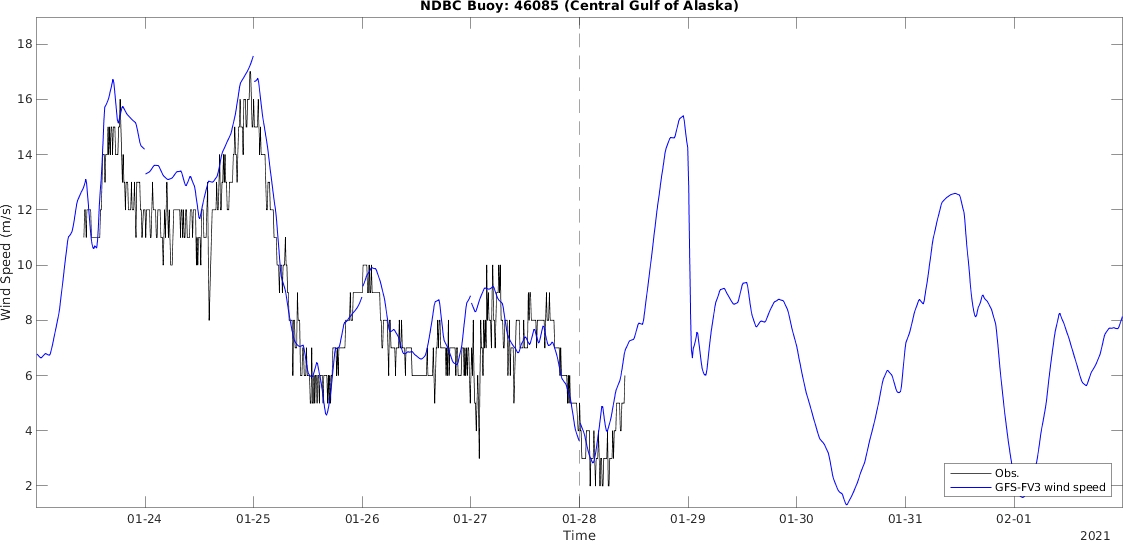 NDBC Buoy: 46085 (Central Gulf of Alaska)
18
16
14
12
10
8
6
4
2
Wind Speed (m/s)
Obs.
GFS-FV3 wind speed
01-24 01-25 01-26 01-27 01-28 01-29 01-30 01-31 02-01
Time
2021